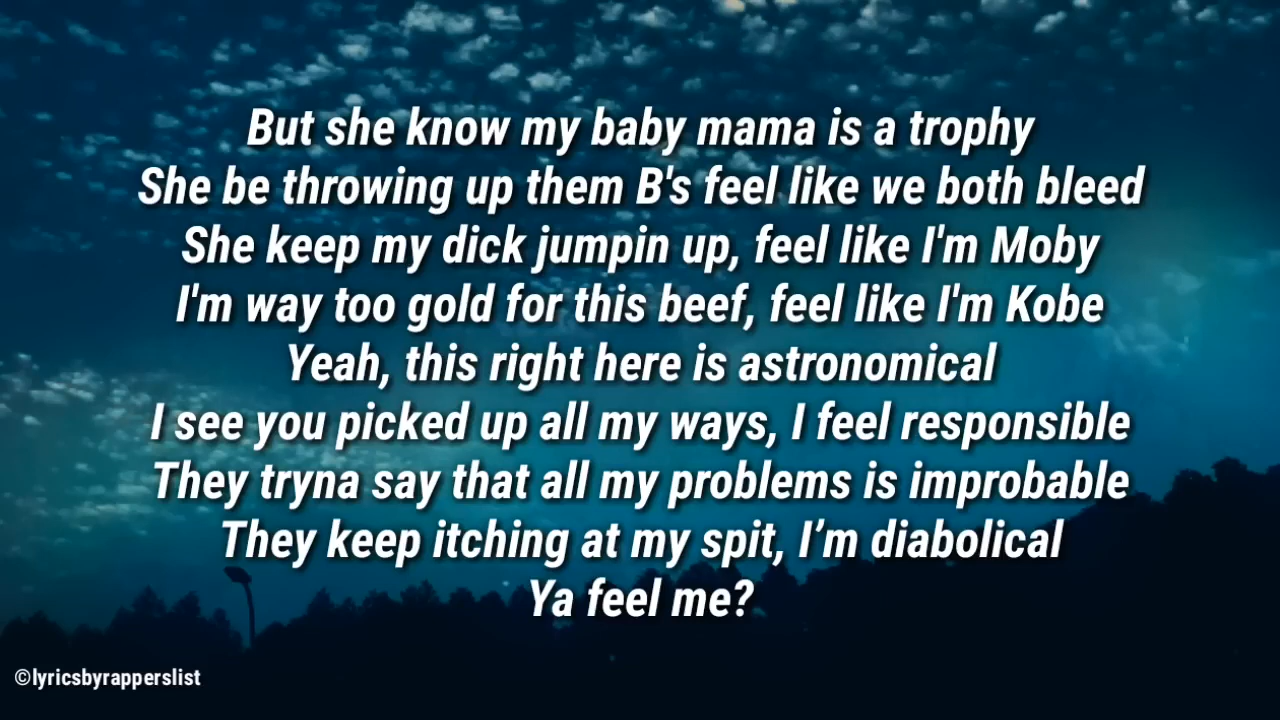 But she know my baby mama is a trophy
She be throwing up them B's feel like we both bleed
She keep my dick jumpin up, feel like I'm Moby
I'm way too gold for this beef, feel like I'm Kobe
Yeah, this right here is astronomical
I see you picked up all my ways, I feel responsible
They tryna say that all my problems is improbable
They keep itching at my spit, I’m diabolical
Ya feel me?
©lyricsbyrapperslist